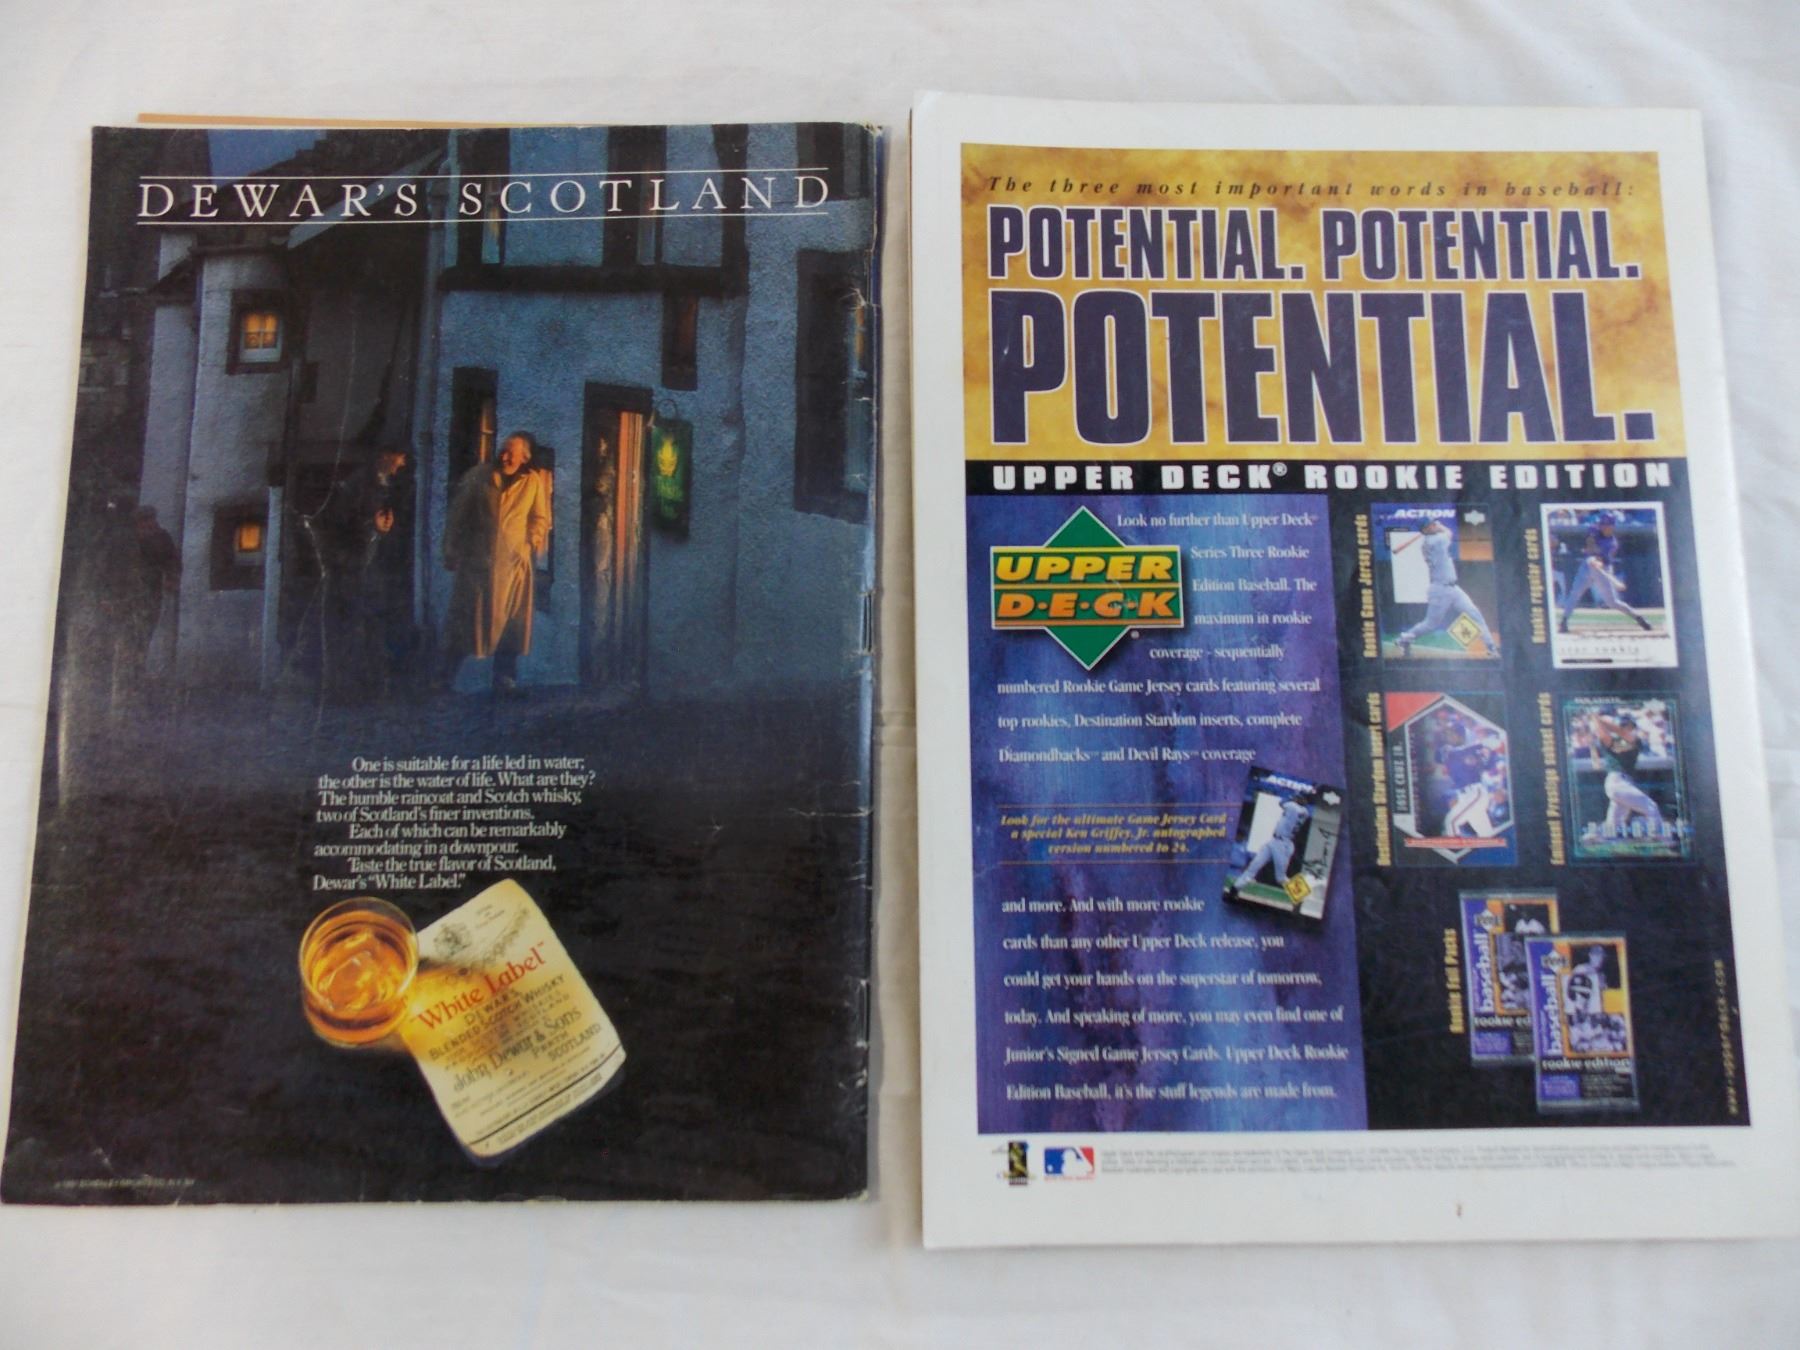 DEWAR'S SCOTLAND
One is suitable for a life led in water;
the other is the water of life. What are they?
The humble raincoat and Scotch whisky,
two of Scotland's finer inventions.
Each of which can be remarkably
accommodating in a downpour.
Taste the true flavor of Scotland,
Dewar's "White Label."
White Label™
DEWAR'S
BLENDED SCOTCH WHISKY
John Dewar & Sons
SCOTLAND
The three most important words in baseball:
POTENTIAL. POTENTIAL.
POTENTIAL.
UPPER DECK® ROOKIE EDITION
UPPER
D·E·C·K
Look no further than Upper Deck®
Series Three Rookie
Edition Baseball. The
maximum in rookie
coverage - sequentially
numbered Rookie Game Jersey cards featuring several
top rookies, Destination Stardom inserts, complete
Diamondbacks™ and Devil Rays™ coverage
Look for the ultimate Game Jersey Card -
a special Ken Griffey, Jr. autographed
version numbered to 24.
and more. And with more rookie
cards than any other Upper Deck release, you
could get your hands on the superstar of tomorrow,
today. And speaking of more, you may even find one of
Junior's Signed Game Jersey Cards. Upper Deck Rookie
Edition Baseball, it's the stuff legends are made from.
ACTION
Rookie Game Jersey cards
ACTION
Rookie regular cards
star rookie
Destination Stardom insert cards
JOSE CRUZ JR.
Eminent Prestige subset cards
Rookie Foil Packs
baseball
baseball
rookie edition
www.upperdeck.com